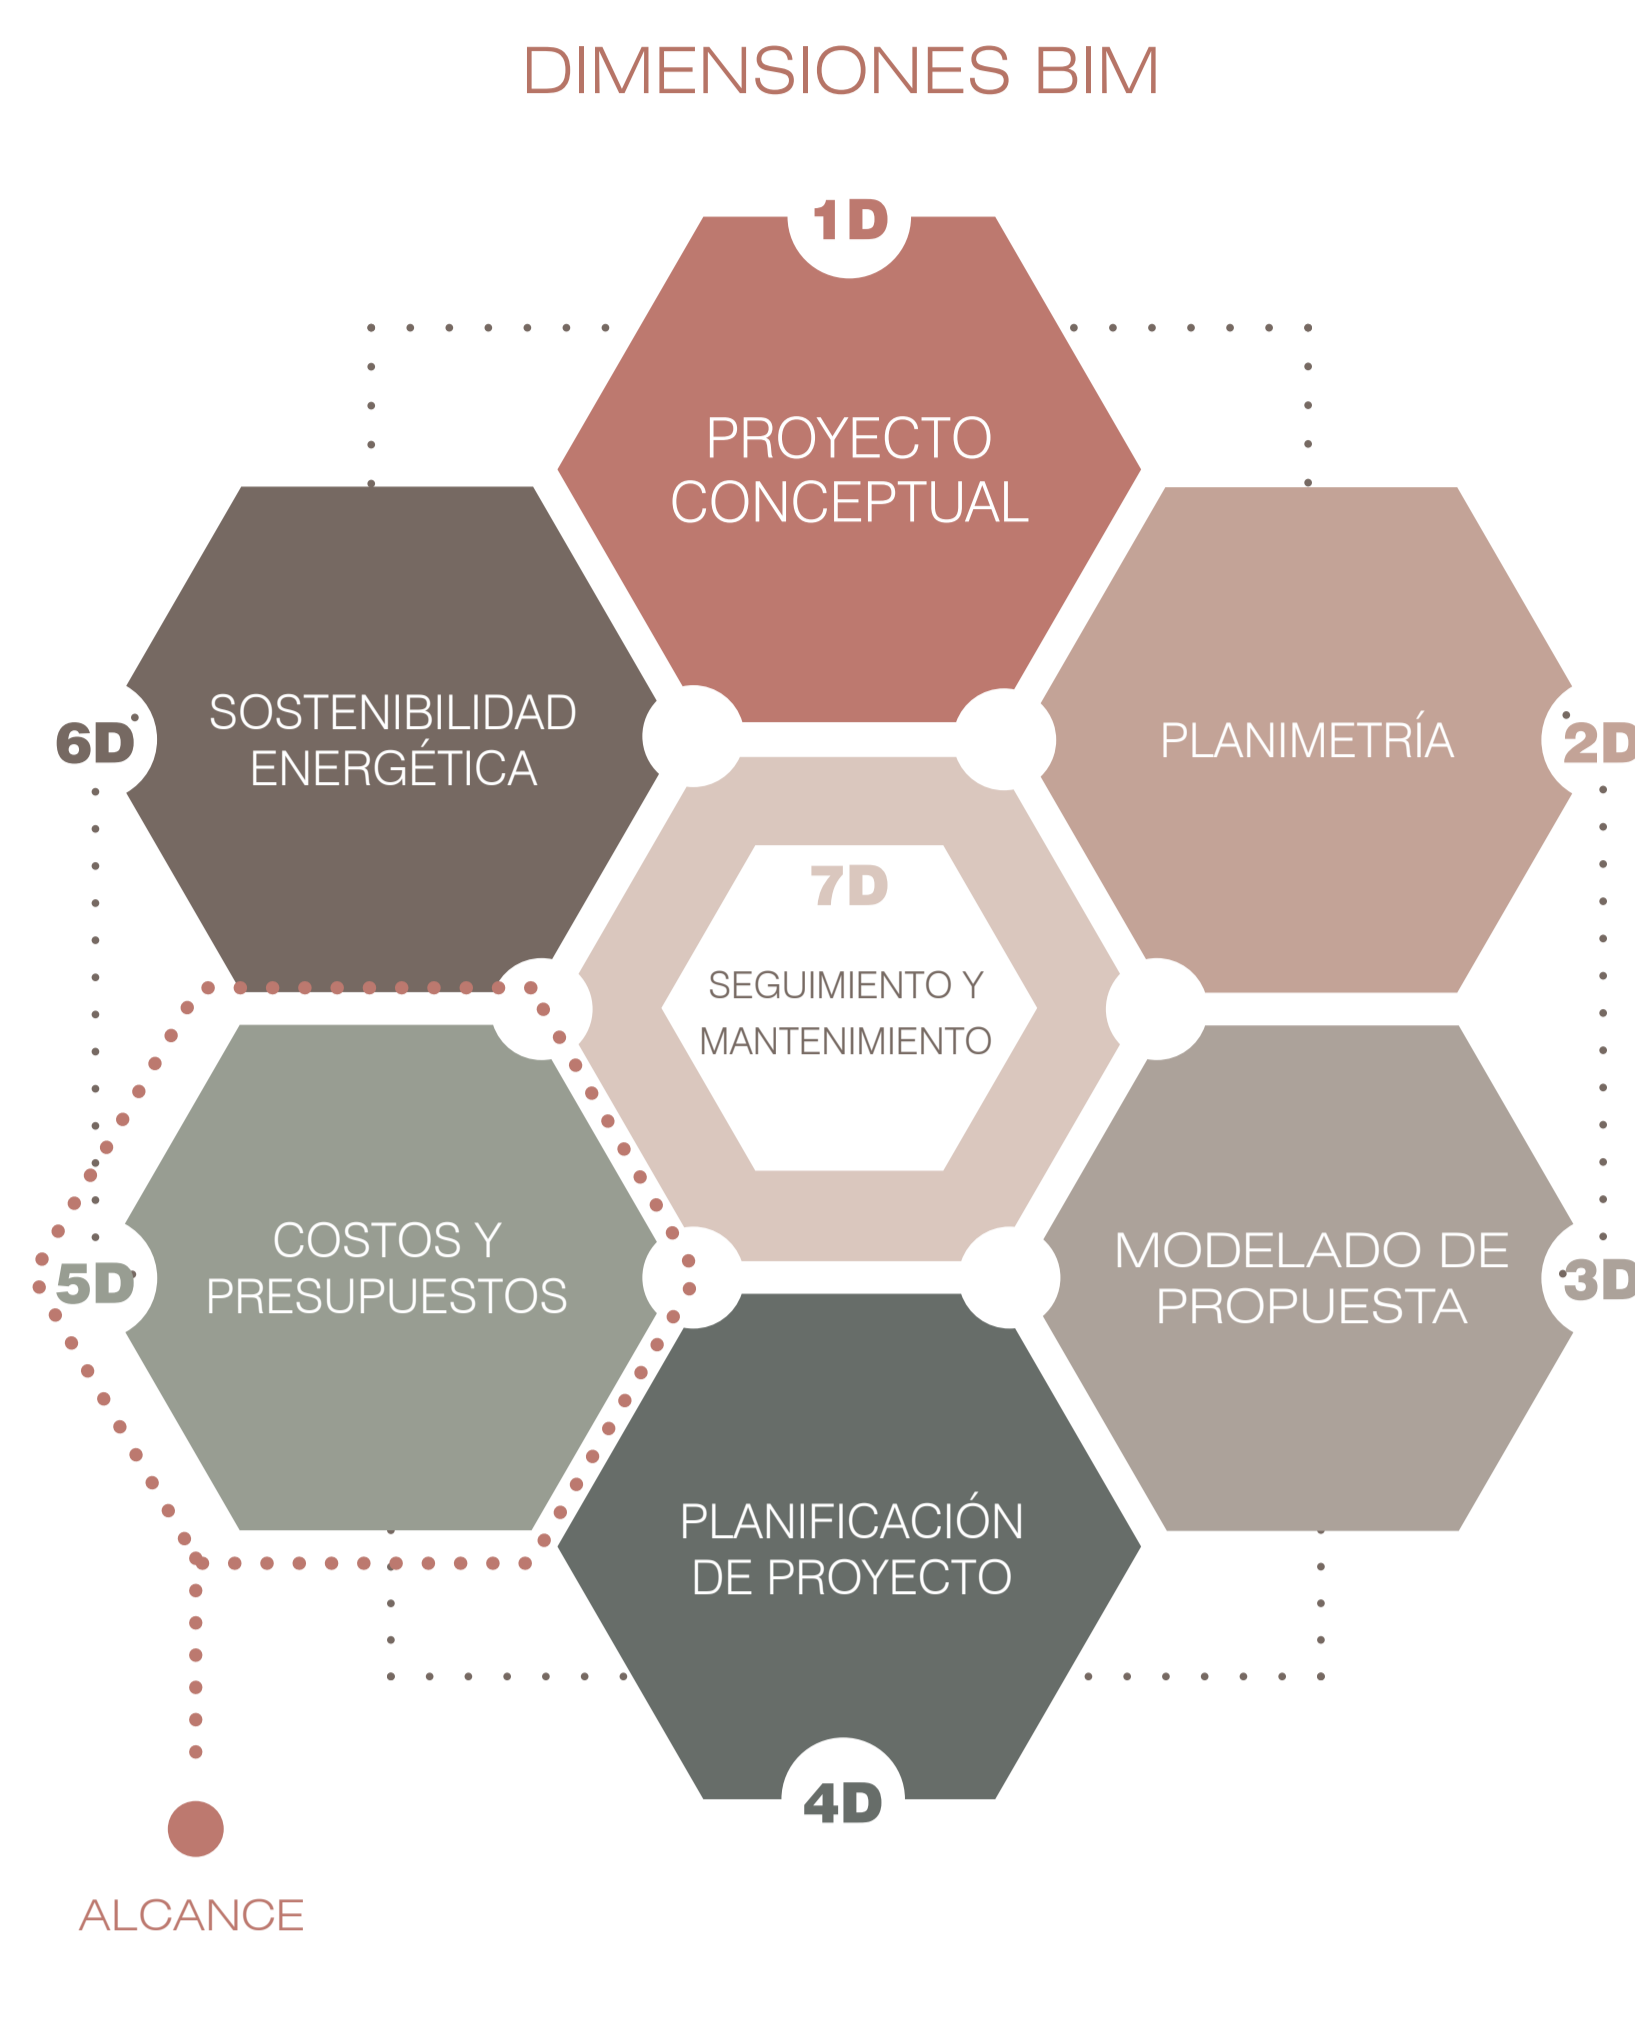 DIMENSIONES BIM
1D
PROYECTO
CONCEPTUAL
2D
PLANIMETRÍA
3D
MODELADO DE
PROPUESTA
4D
PLANIFICACIÓN
DE PROYECTO
5D
COSTOS Y
PRESUPUESTOS
6D
SOSTENIBILIDAD
ENERGÉTICA
7D
SEGUIMIENTO Y
MANTENIMIENTO
ALCANCE